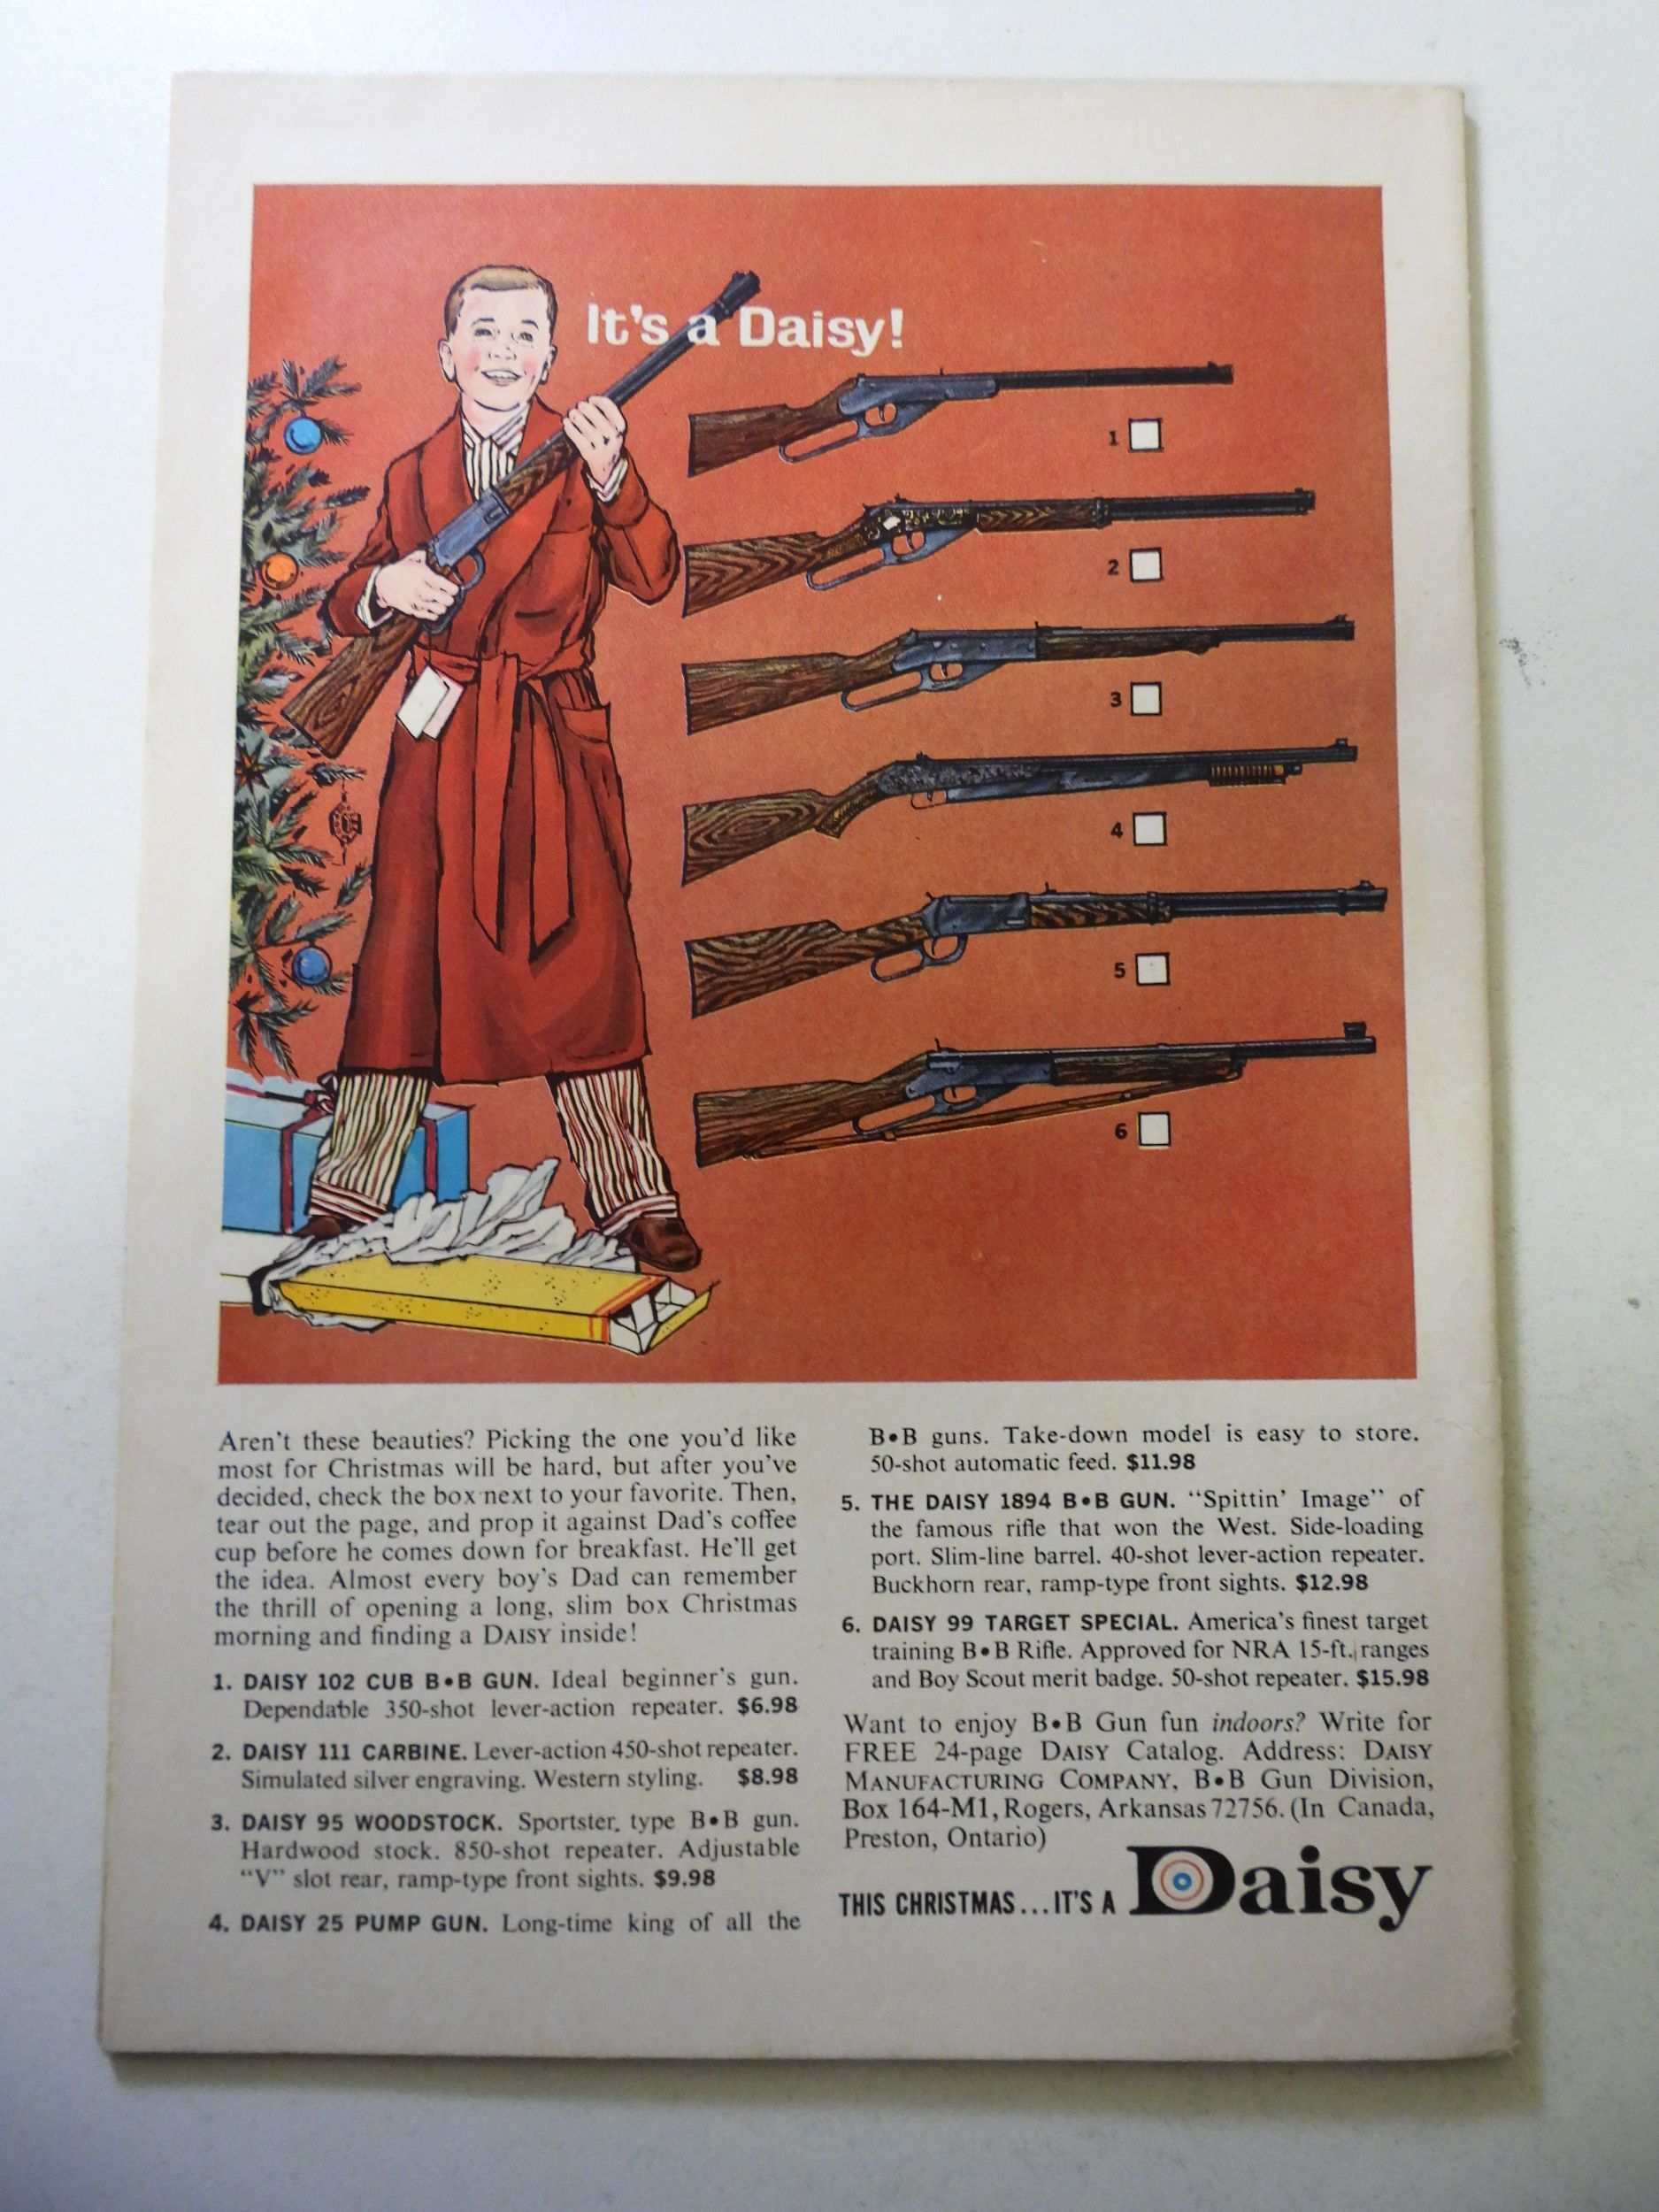 It's a Daisy!
1
2
3
4
5
6
Aren't these beauties? Picking the one you'd like
most for Christmas will be hard, but after you've
decided, check the box next to your favorite. Then,
tear out the page, and prop it against Dad's coffee
cup before he comes down for breakfast. He'll get
the idea. Almost every boy's Dad can remember
the thrill of opening a long, slim box Christmas
morning and finding a DAISY inside!
1. DAISY 102 CUB B•B GUN. Ideal beginner's gun.
Dependable 350-shot lever-action repeater. $6.98
2. DAISY 111 CARBINE. Lever-action 450-shot repeater.
Simulated silver engraving. Western styling. $8.98
3. DAISY 95 WOODSTOCK. Sportster type B•B gun.
Hardwood stock. 850-shot repeater. Adjustable
"V" slot rear, ramp-type front sights. $9.98
4. DAISY 25 PUMP GUN. Long-time king of all the
B•B guns. Take-down model is easy to store.
50-shot automatic feed. $11.98
5. THE DAISY 1894 B•B GUN. "Spittin' Image" of
the famous rifle that won the West. Side-loading
port. Slim-line barrel. 40-shot lever-action repeater.
Buckhorn rear, ramp-type front sights. $12.98
6. DAISY 99 TARGET SPECIAL. America's finest target
training B•B Rifle. Approved for NRA 15-ft. ranges
and Boy Scout merit badge. 50-shot repeater. $15.98
Want to enjoy B•B Gun fun indoors? Write for
FREE 24-page DAISY Catalog. Address: DAISY
MANUFACTURING COMPANY, B•B Gun Division,
Box 164-M1, Rogers, Arkansas 72756. (In Canada,
Preston, Ontario)
THIS CHRISTMAS...IT'S A Daisy